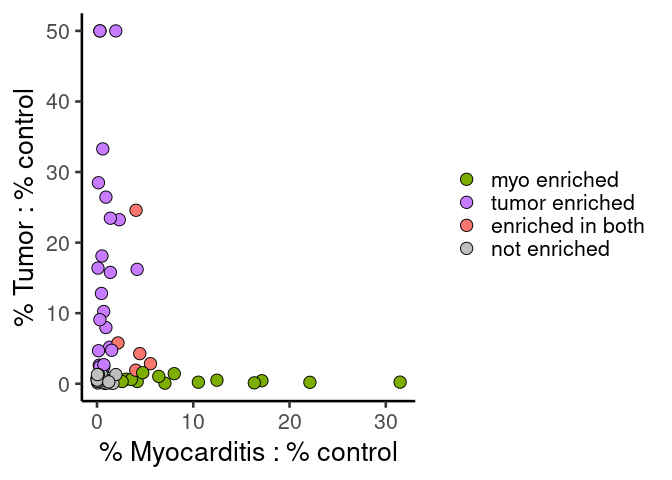 % Tumor : % control
50
40
30
20
10
0
0 10 20 30
% Myocarditis : % control
myo enriched
tumor enriched
enriched in both
not enriched